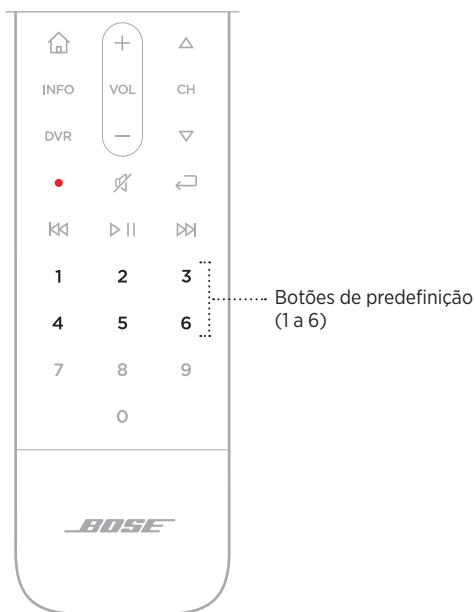 INFO VOL CH
DVR
1 2 3
4 5 6
Botões de predefinição
(1 a 6)
7 8 9
0
BOSE